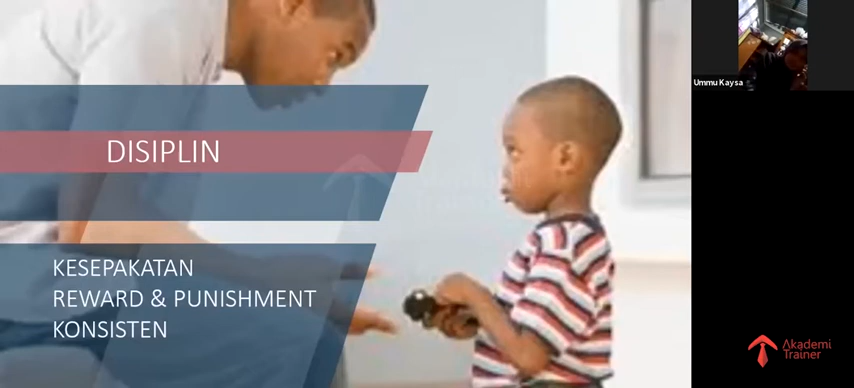 DISIPLIN
KESEPAKATAN
REWARD & PUNISHMENT
KONSISTEN
Ummu Kaysa
Akademi
Trainer